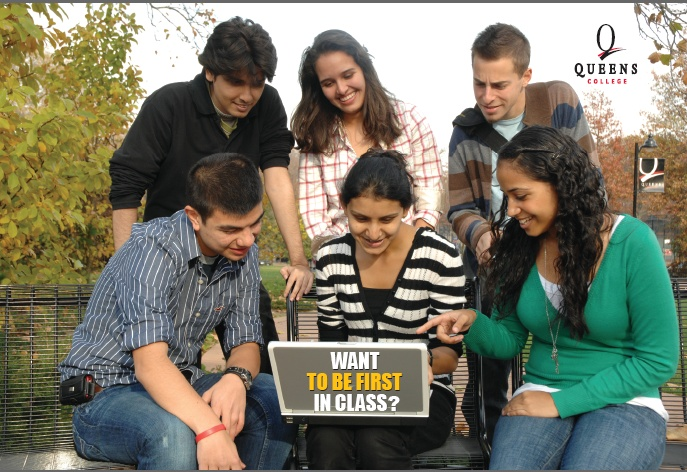 QUEENS
COLLEGE
WANT
TO BE FIRST
IN CLASS?